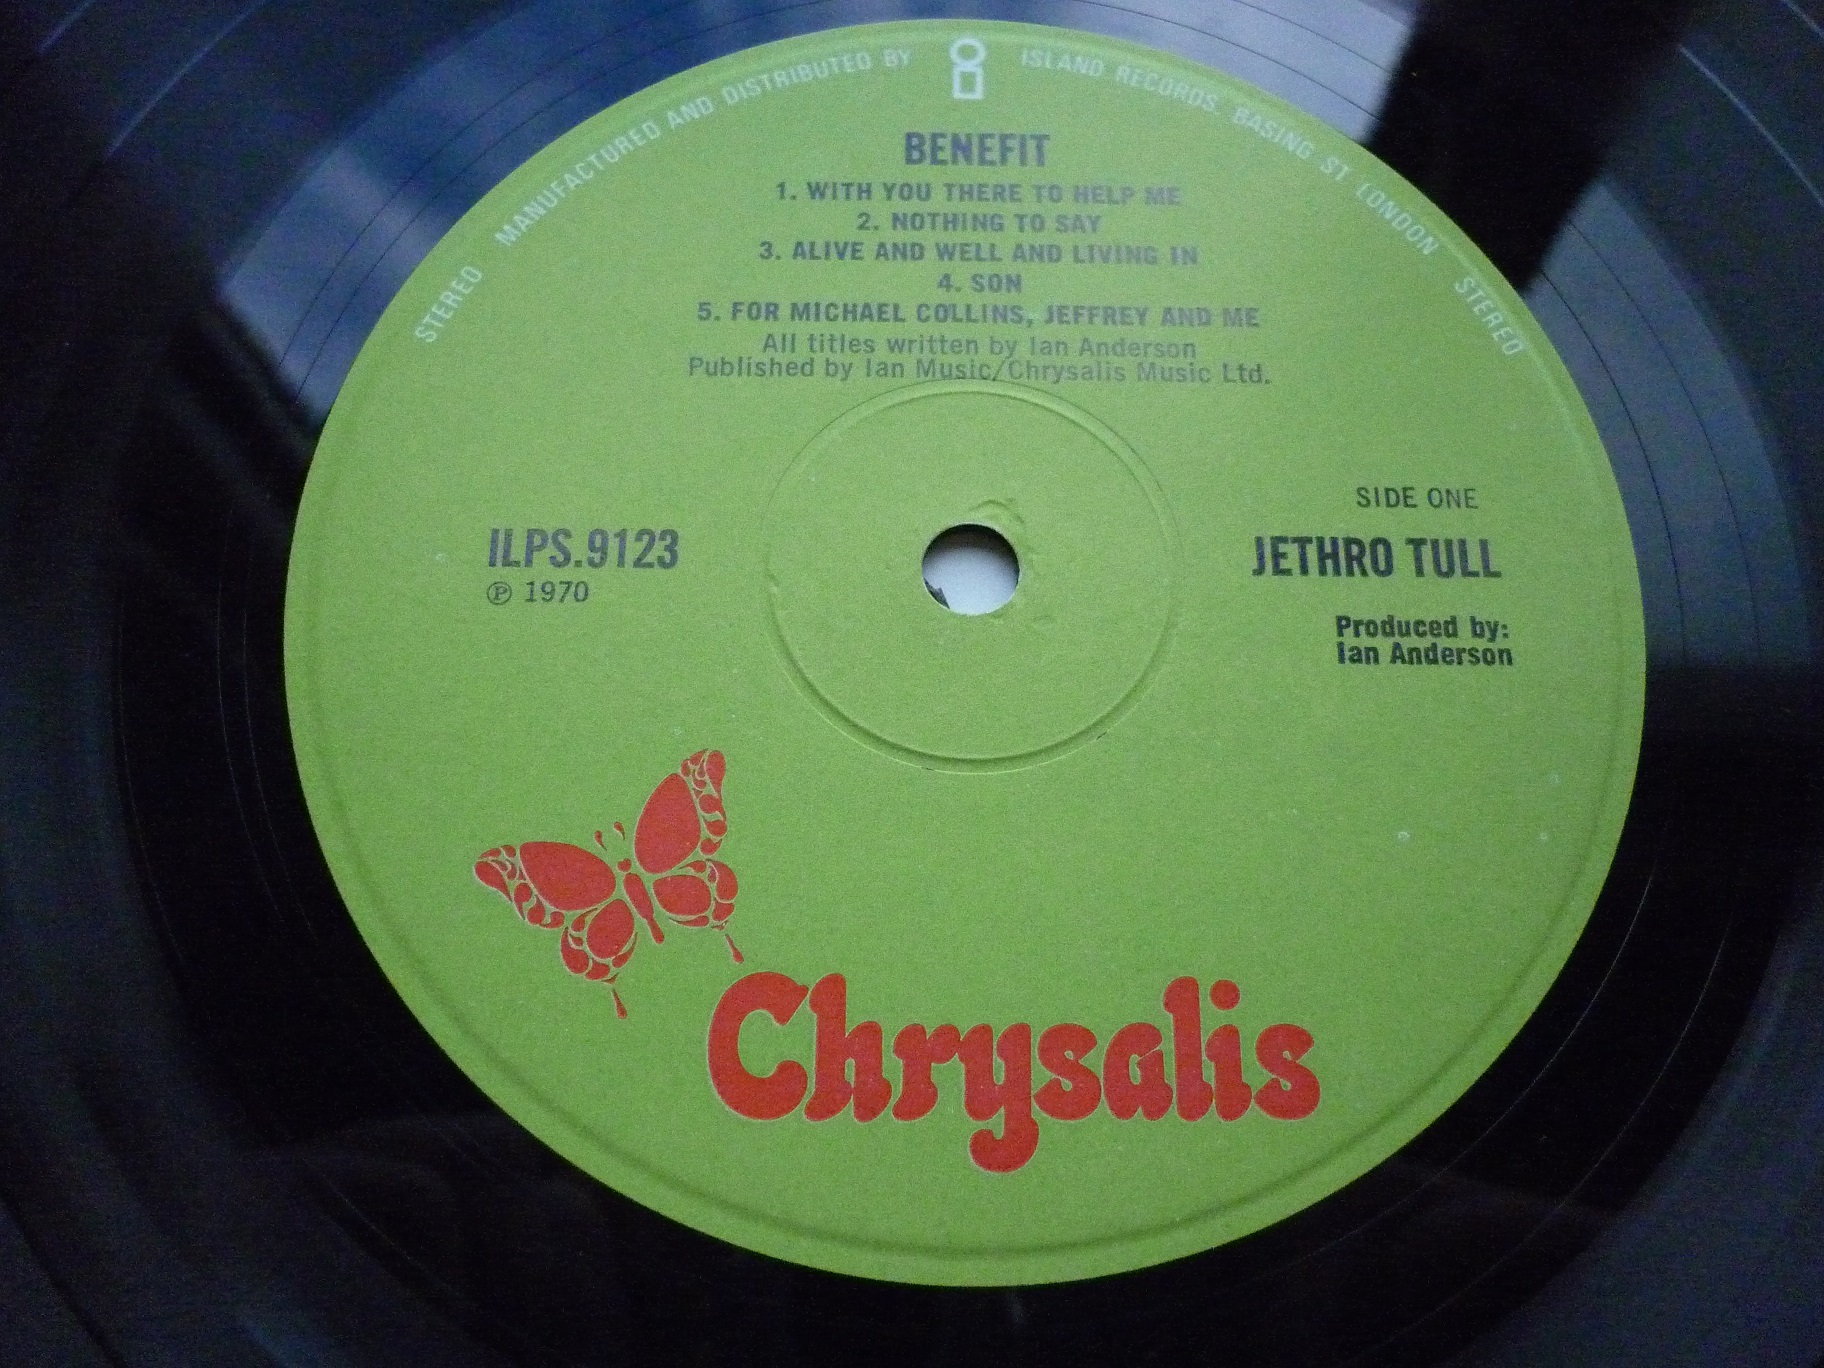 STEREO MANUFACTURED AND DISTRIBUTED BY ISLAND RECORDS, BASING ST LONDON STEREO
BENEFIT
1. WITH YOU THERE TO HELP ME
2. NOTHING TO SAY
3. ALIVE AND WELL AND LIVING IN
4. SON
5. FOR MICHAEL COLLINS, JEFFREY AND ME
All titles written by Ian Anderson
Published by Ian Music/Chrysalis Music Ltd.
SIDE ONE
ILPS.9123
℗ 1970
JETHRO TULL
Produced by:
Ian Anderson
Chrysalis